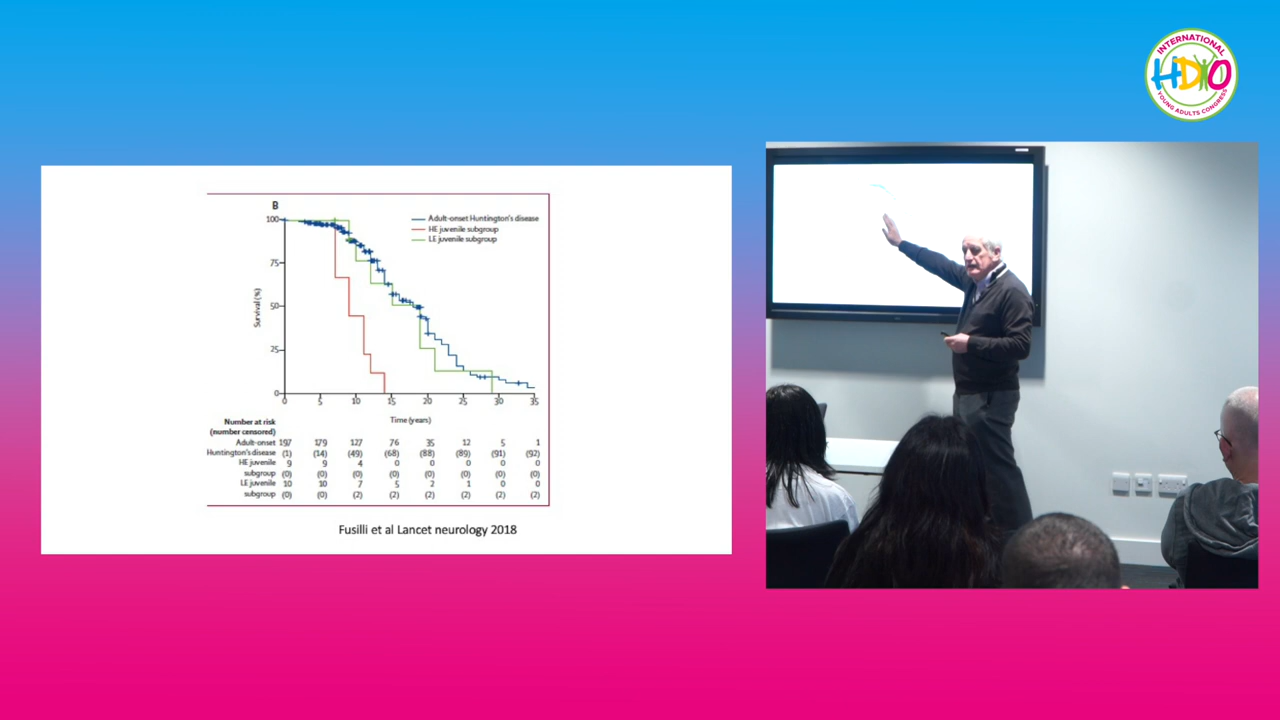 INTERNATIONAL
HDYO
YOUNG ADULTS CONGRESS
B
100
75
50
25
0
Survival (%)
Adult-onset Huntington's disease
HE juvenile subgroup
LE juvenile subgroup
0 5 10 15 20 25 30 35
Time (years)
Number at risk
(number censored)
Adult-onset 197 179 127 76 35 12 5 1
Huntington's disease (1) (14) (49) (68) (88) (89) (91) (92)
HE juvenile 9 9 4 0 0 0 0 0
subgroup (0) (0) (0) (0) (0) (0) (0) (0)
LE juvenile 10 10 7 5 2 1 0 0
subgroup (0) (0) (2) (2) (2) (2) (2) (2)
Fusilli et al Lancet neurology 2018